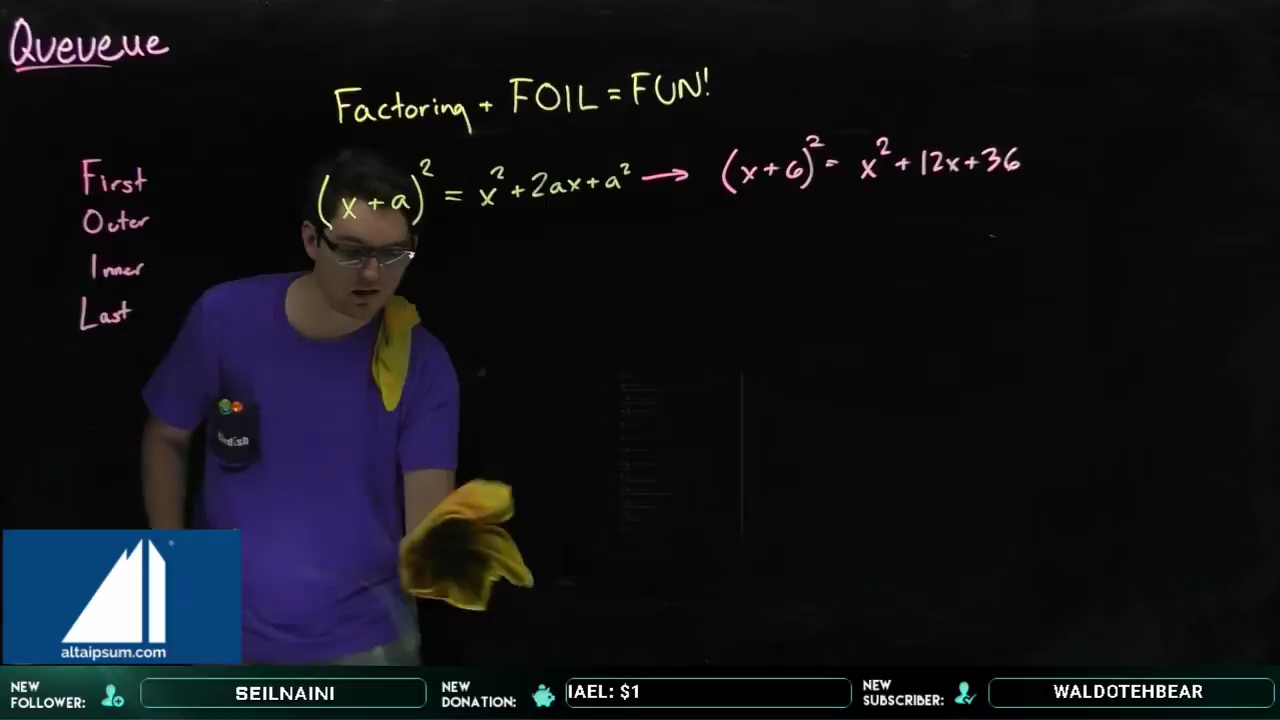 Queueue
Factoring + FOIL = FUN!
First
Outer
Inner
Last
(x+a)² = x²+2ax+a² → (x+6)² = x²+12x+36
altaipsum.com
NEW FOLLOWER: SEILNAINI
NEW DONATION: IAEL: $1
NEW SUBSCRIBER: WALDOTEHBEAR